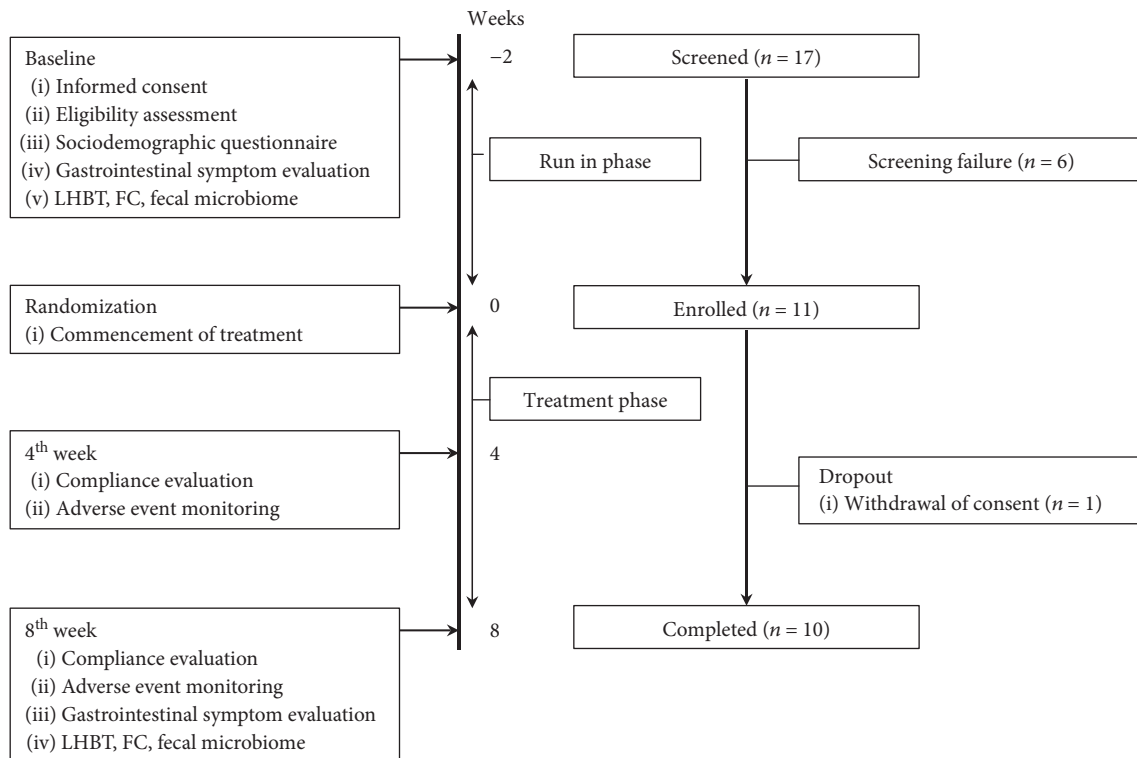 Weeks
Baseline
(i) Informed consent
(ii) Eligibility assessment
(iii) Sociodemographic questionnaire
(iv) Gastrointestinal symptom evaluation
(v) LHBT, FC, fecal microbiome
−2
Screened (n = 17)
Run in phase
Screening failure (n = 6)
Randomization
(i) Commencement of treatment
0
Enrolled (n = 11)
Treatment phase
4th week
(i) Compliance evaluation
(ii) Adverse event monitoring
4
Dropout
(i) Withdrawal of consent (n = 1)
8th week
(i) Compliance evaluation
(ii) Adverse event monitoring
(iii) Gastrointestinal symptom evaluation
(iv) LHBT, FC, fecal microbiome
8
Completed (n = 10)